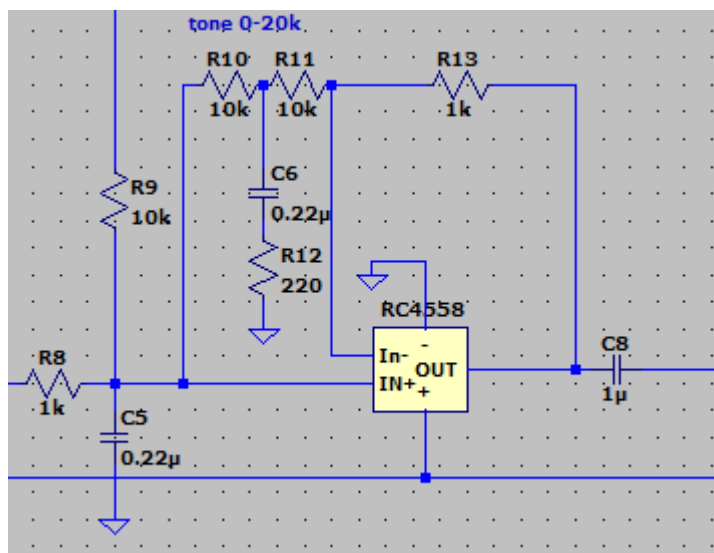 tone 0-20k
R10
R11
R13
10k
10k
1k
R9
10k
C6
0.22µ
R12
220
RC4558
-
In-
OUT
IN+
+
R8
1k
C5
0.22µ
C8
1µ